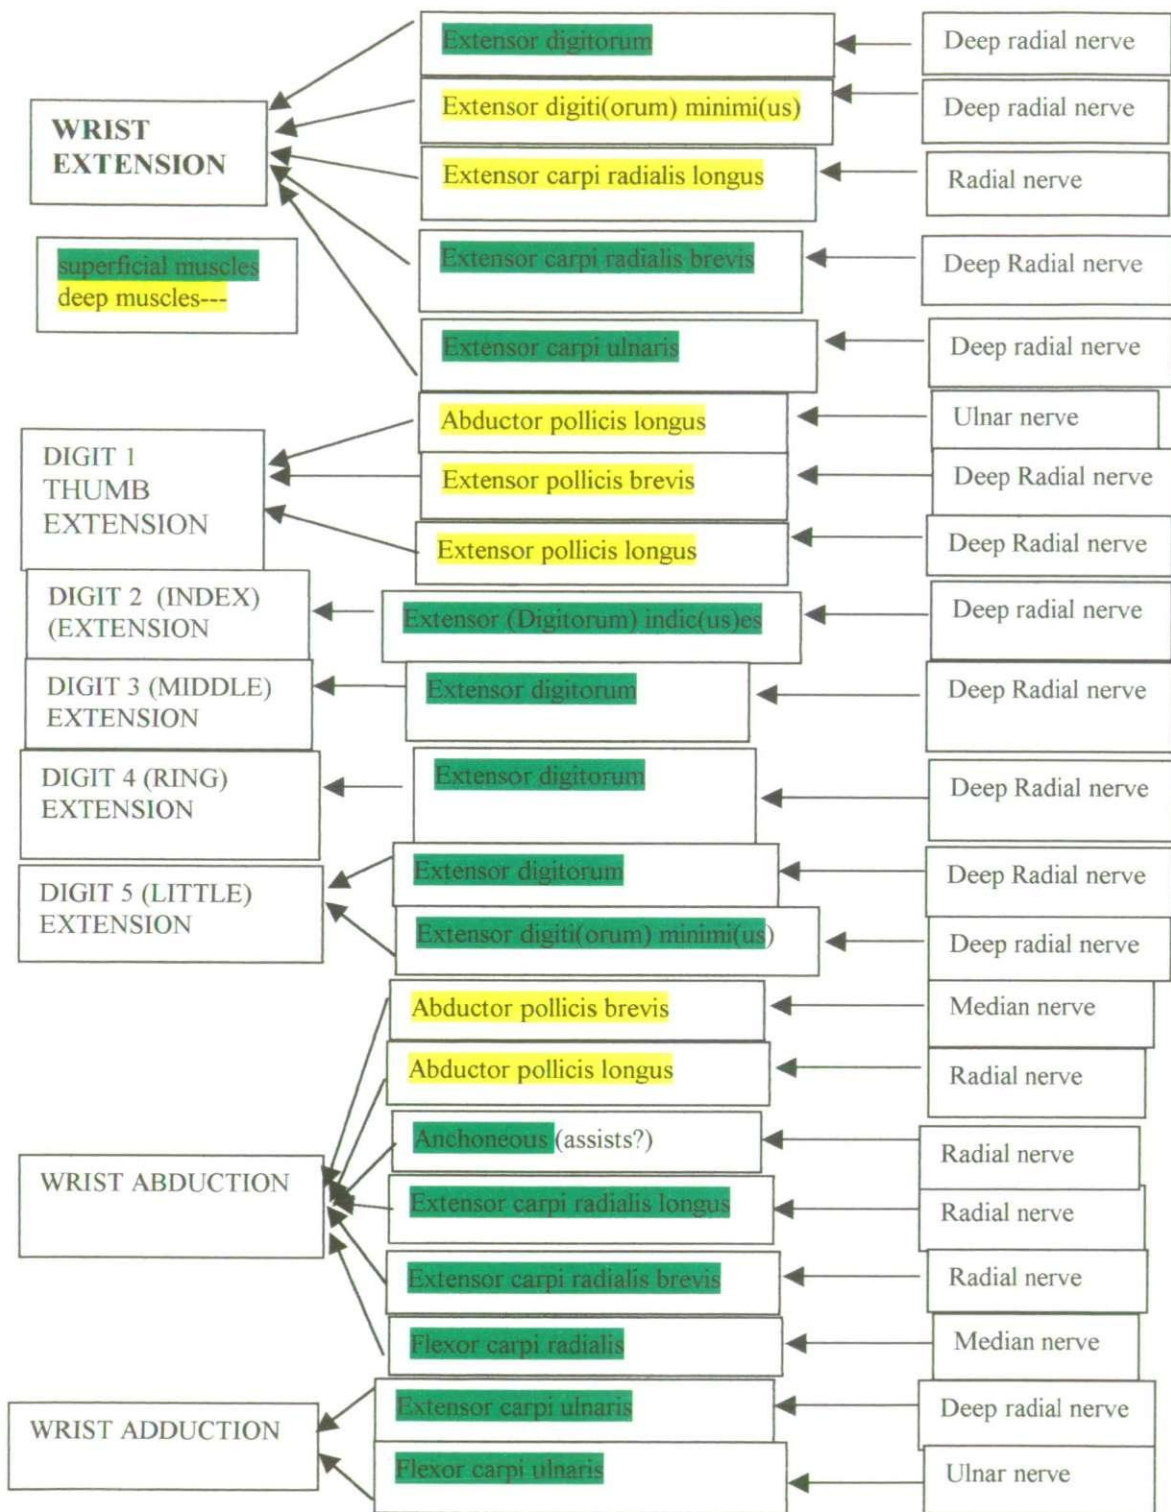 Extensor digitorum
Deep radial nerve
WRIST
EXTENSION
Extensor digiti(orum) minimi(us)
Deep radial nerve
Extensor carpi radialis longus
Radial nerve
superficial muscles
deep muscles---
Extensor carpi radialis brevis
Deep Radial nerve
Extensor carpi ulnaris
Deep radial nerve
DIGIT 1
THUMB
EXTENSION
Abductor pollicis longus
Ulnar nerve
Extensor pollicis brevis
Deep Radial nerve
Extensor pollicis longus
Deep Radial nerve
DIGIT 2 (INDEX)
(EXTENSION
Extensor (Digitorum) indic(us)es
Deep radial nerve
DIGIT 3 (MIDDLE)
EXTENSION
Extensor digitorum
Deep Radial nerve
DIGIT 4 (RING)
EXTENSION
Extensor digitorum
Deep Radial nerve
DIGIT 5 (LITTLE)
EXTENSION
Extensor digitorum
Deep Radial nerve
Extensor digiti(orum) minimi(us)
Deep radial nerve
WRIST ABDUCTION
Abductor pollicis brevis
Median nerve
Abductor pollicis longus
Radial nerve
Anchoneous (assists?)
Radial nerve
Extensor carpi radialis longus
Radial nerve
Extensor carpi radialis brevis
Radial nerve
Flexor carpi radialis
Median nerve
WRIST ADDUCTION
Extensor carpi ulnaris
Deep radial nerve
Flexor carpi ulnaris
Ulnar nerve